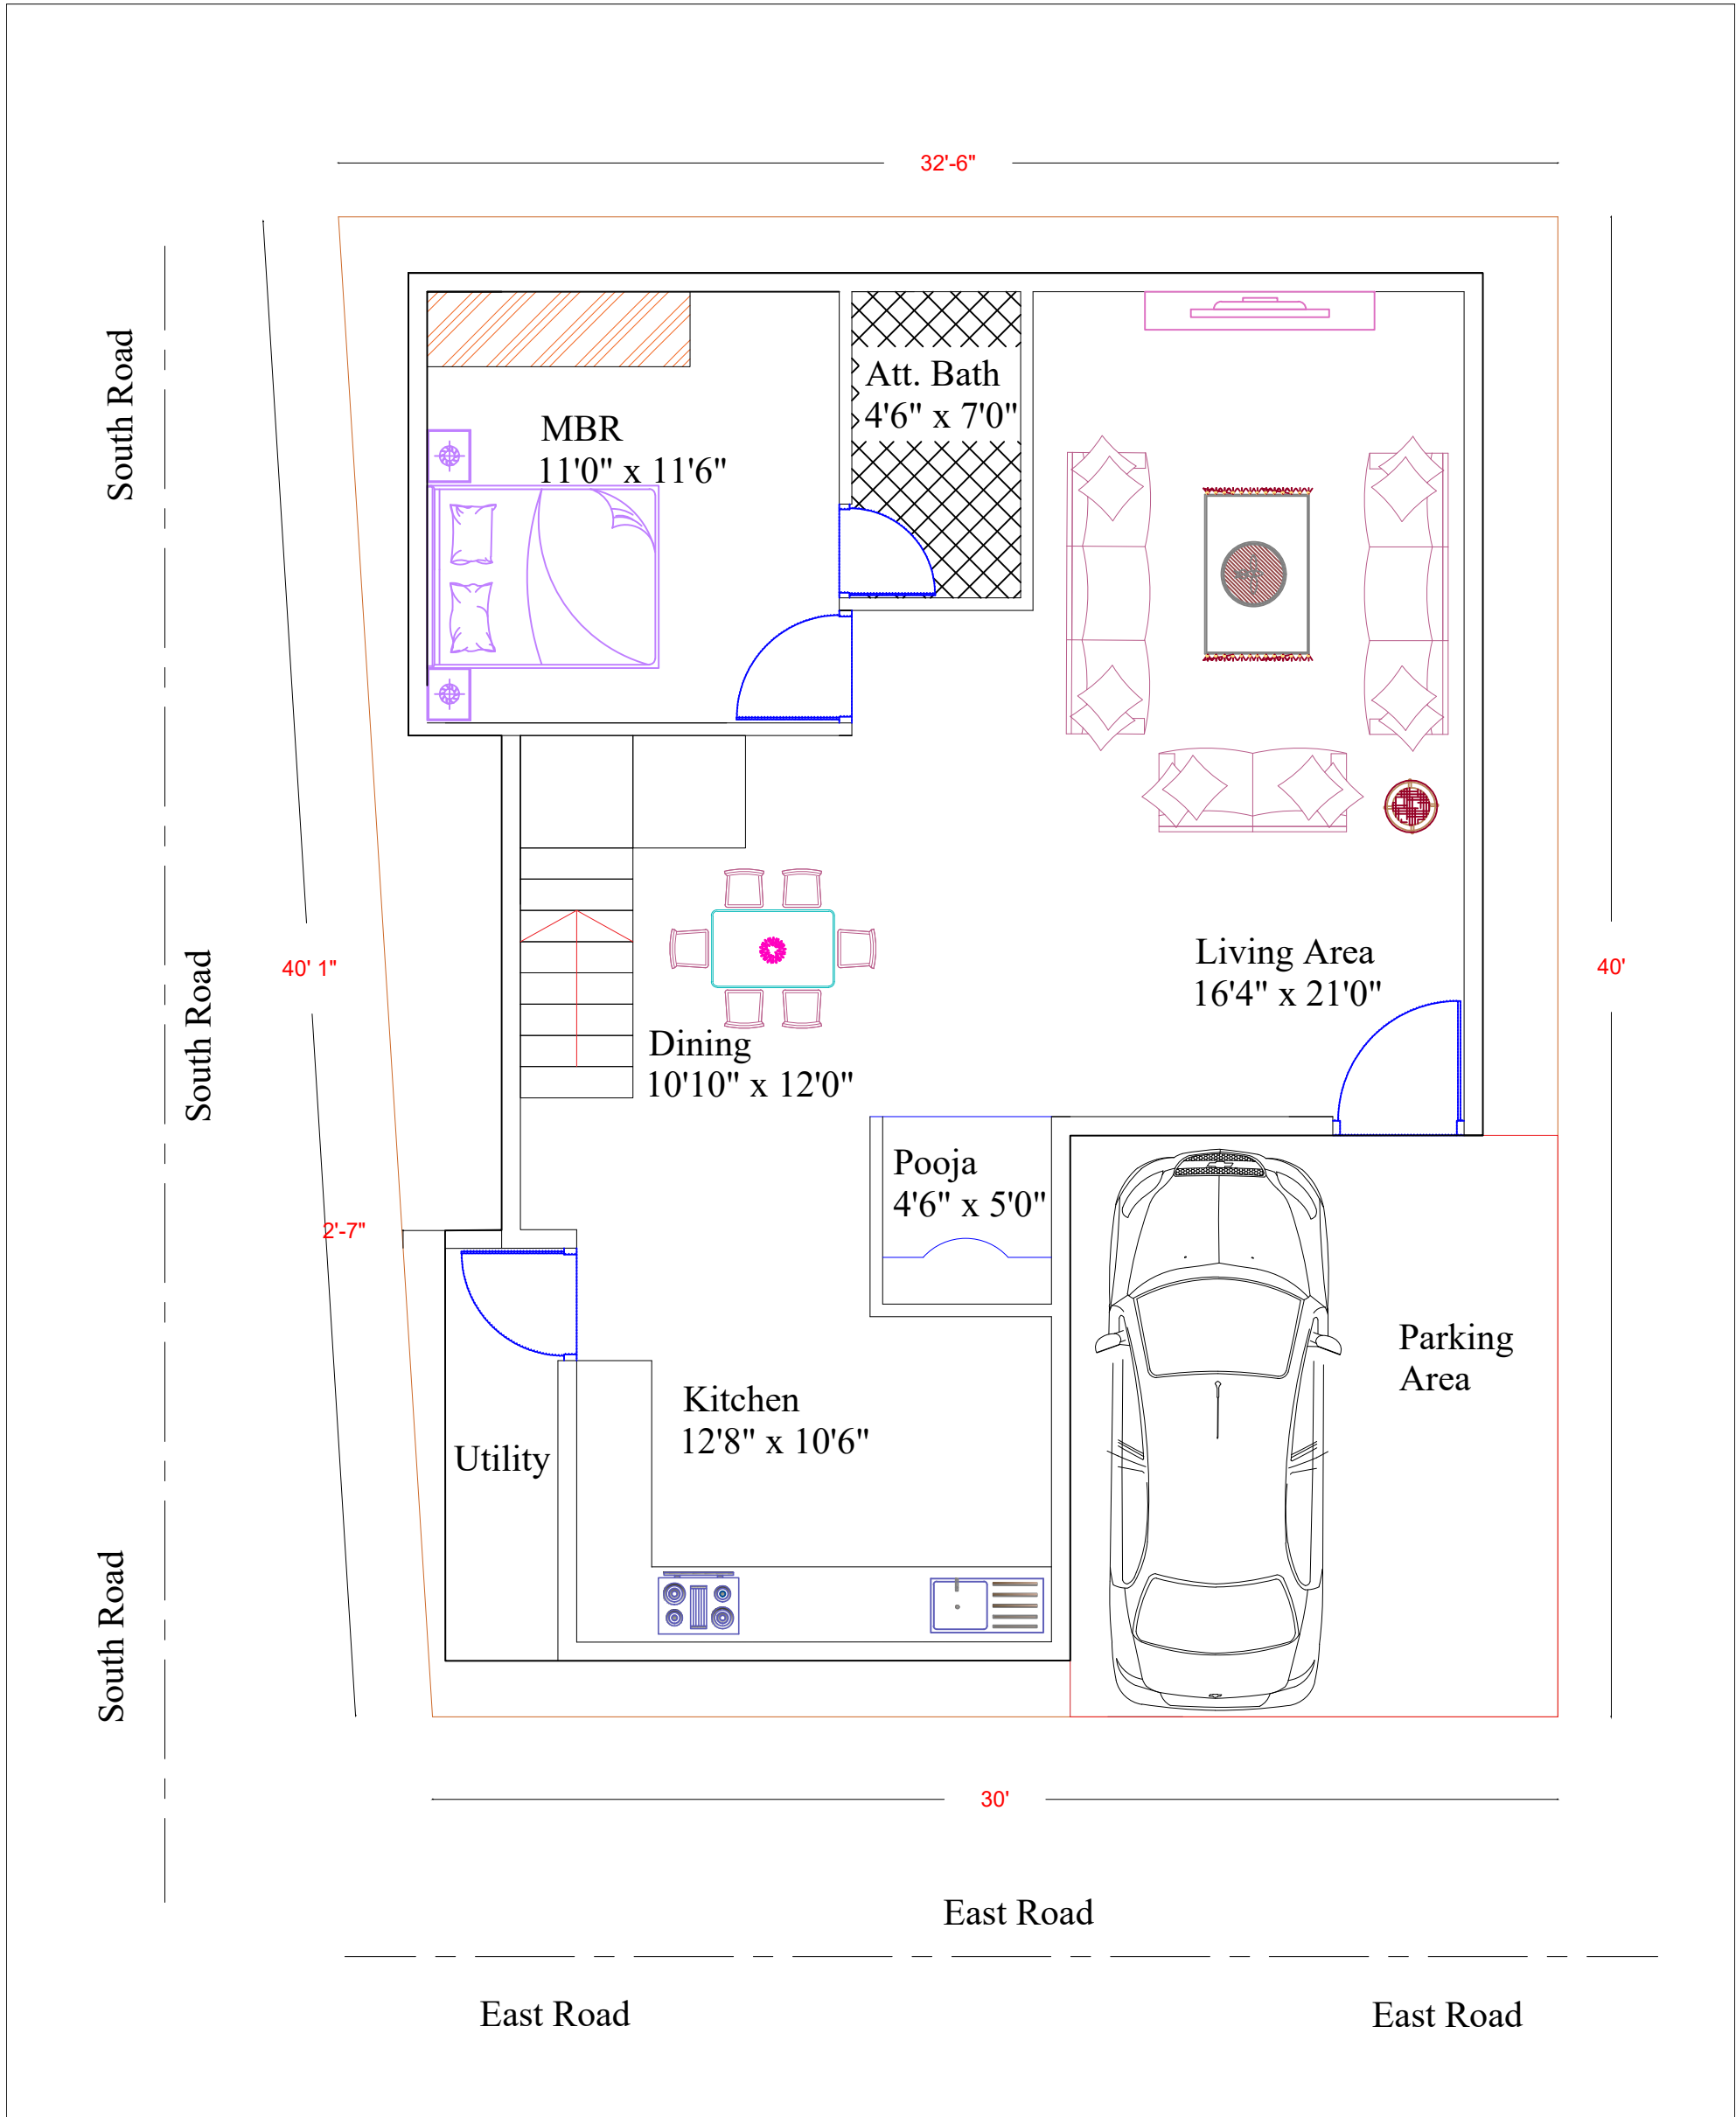 32'-6"
South Road
Att. Bath
4'6" x 7'0"
MBR
11'0" x 11'6"
Living Area
16'4" x 21'0"
40' 1"
40'
South Road
Dining
10'10" x 12'0"
Pooja
4'6" x 5'0"
2'-7"
Parking
Area
Kitchen
12'8" x 10'6"
Utility
South Road
30'
East Road
East Road
East Road